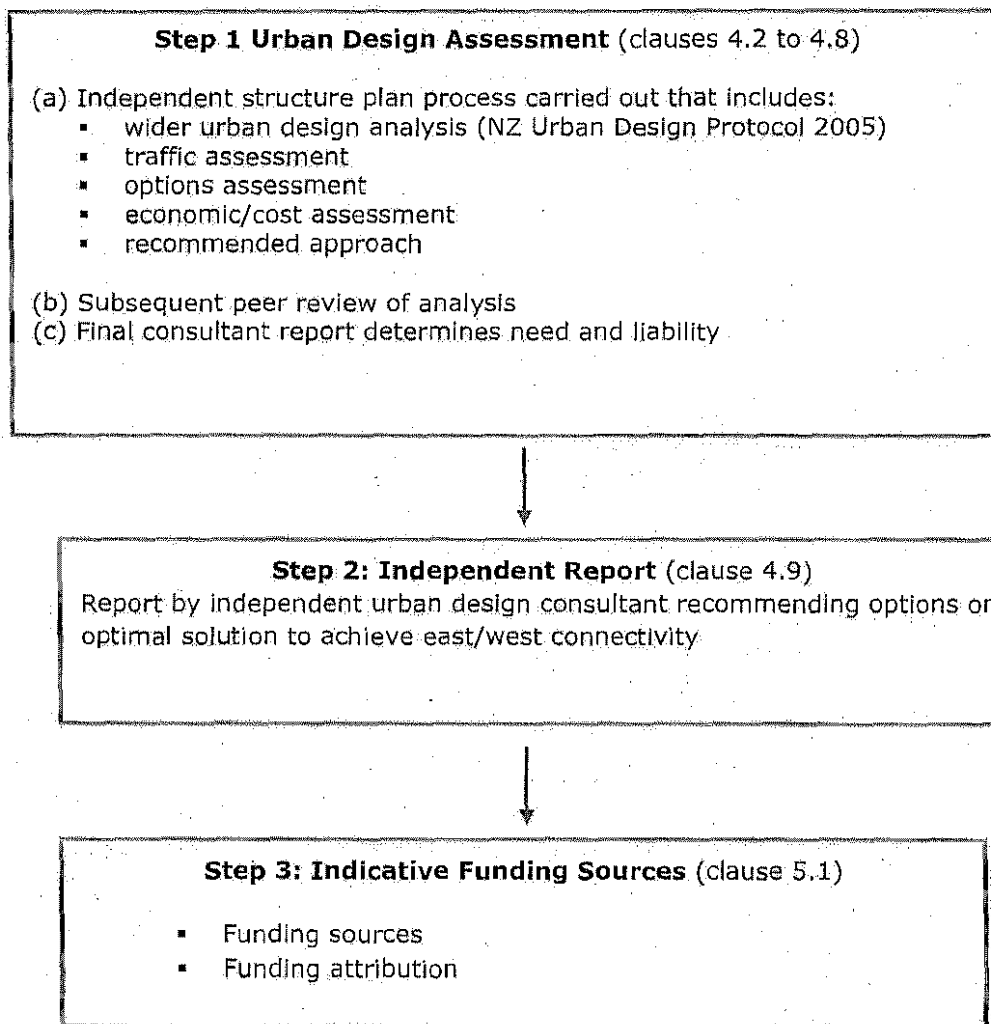 Step 1 Urban Design Assessment (clauses 4.2 to 4.8)
(a) Independent structure plan process carried out that includes:
▪ wider urban design analysis (NZ Urban Design Protocol 2005)
▪ traffic assessment
▪ options assessment
▪ economic/cost assessment
▪ recommended approach
(b) Subsequent peer review of analysis
(c) Final consultant report determines need and liability
Step 2: Independent Report (clause 4.9)
Report by independent urban design consultant recommending options or
optimal solution to achieve east/west connectivity
Step 3: Indicative Funding Sources (clause 5.1)
▪ Funding sources
▪ Funding attribution